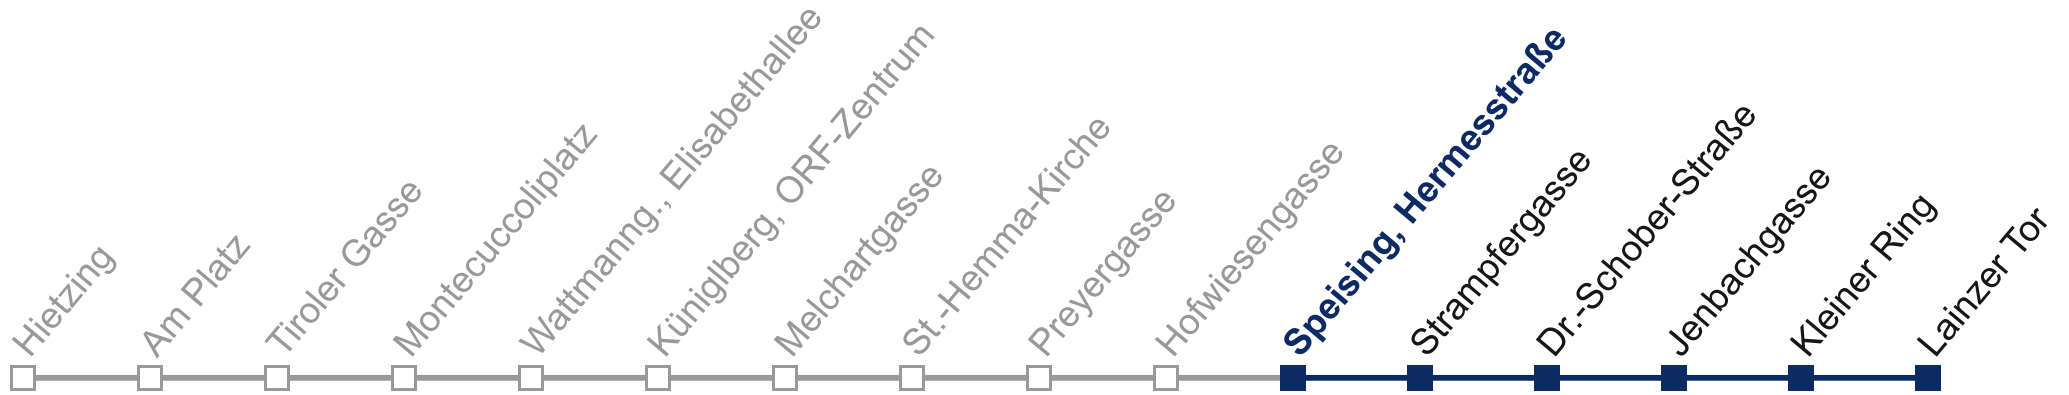 Hietzing
Am Platz
Tiroler Gasse
Montecuccoliplatz
Wattmanng., Elisabethallee
Küniglberg, ORF-Zentrum
Melchartgasse
St.-Hemma-Kirche
Preyergasse
Hofwiesengasse
Speising, Hermesstraße
Strampfergasse
Dr.-Schober-Straße
Jenbachgasse
Kleiner Ring
Lainzer Tor